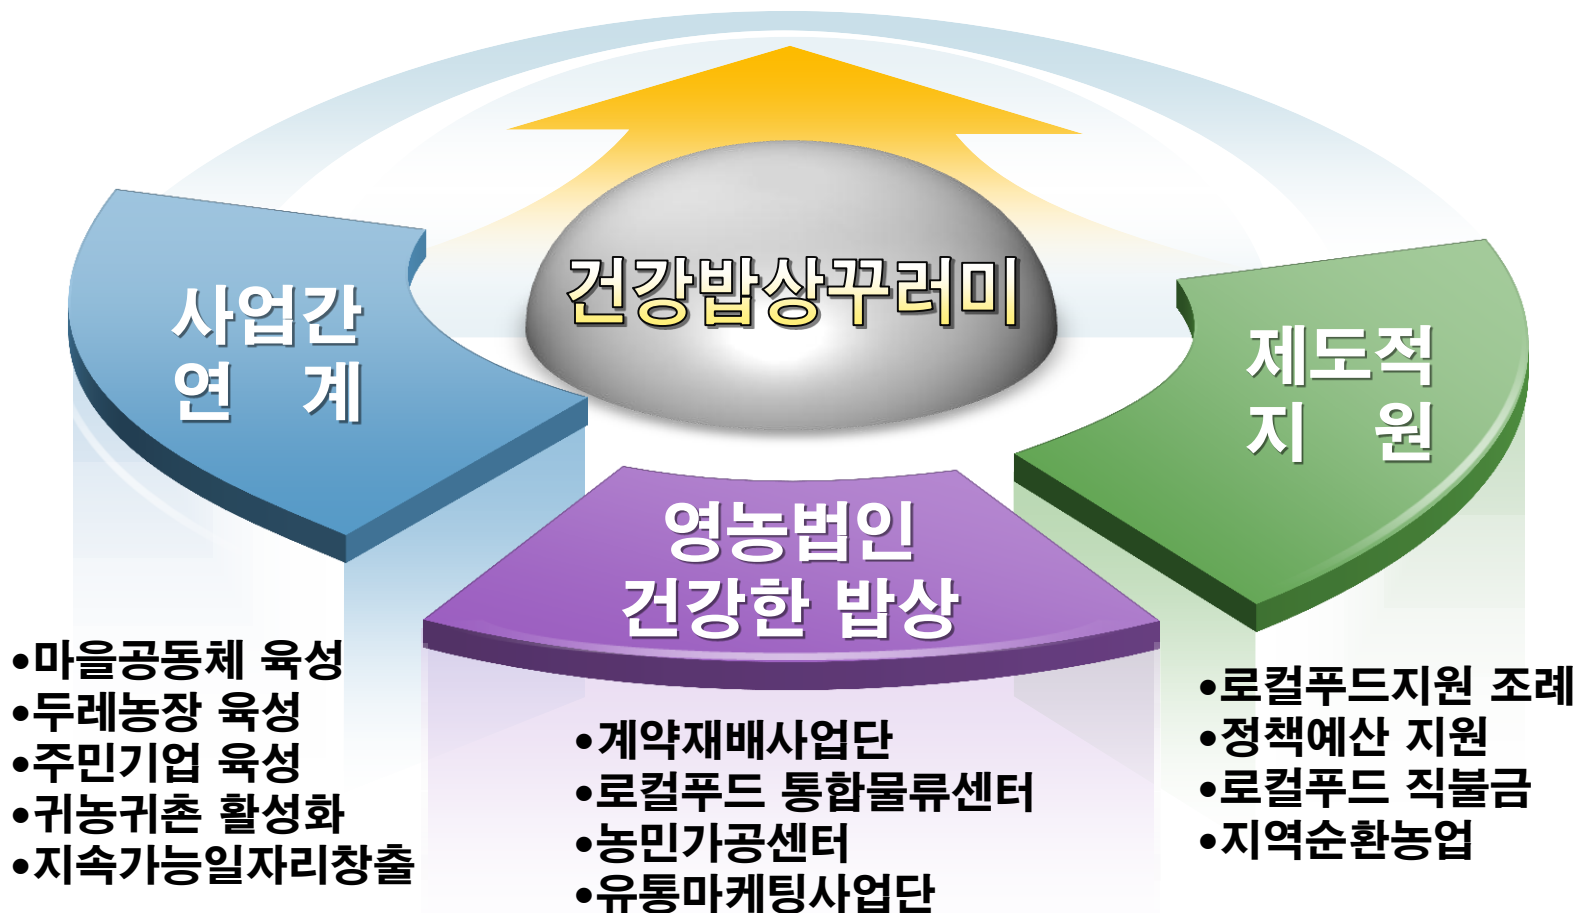 건강밥상꾸러미
사업간
연 계
제도적
지 원
영농법인
건강한 밥상
•마을공동체 육성
•두레농장 육성
•주민기업 육성
•귀농귀촌 활성화
•지속가능일자리창출
•계약재배사업단
•로컬푸드 통합물류센터
•농민가공센터
•유통마케팅사업단
•로컬푸드지원 조례
•정책예산 지원
•로컬푸드 직불금
•지역순환농업